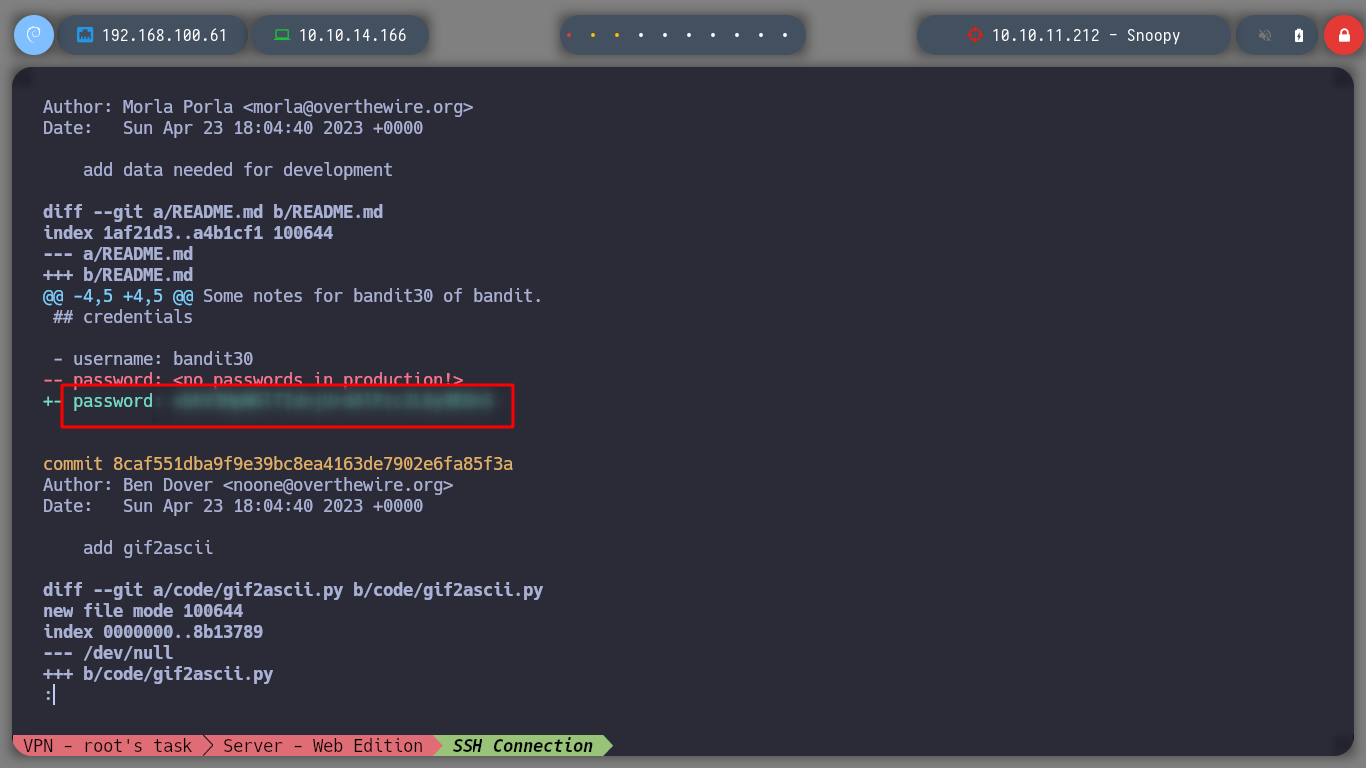 192.168.100.61
10.10.14.166
10.10.11.212 - Snoopy
Author: Morla Porla <morla@overthewire.org>
Date:   Sun Apr 23 18:04:40 2023 +0000
add data needed for development
diff --git a/README.md b/README.md
index 1af21d3..a4b1cf1 100644
--- a/README.md
+++ b/README.md
@@ -4,5 +4,5 @@ Some notes for bandit30 of bandit.
## credentials
- username: bandit30
-- password: <no passwords in production!>
+- password
commit 8caf551dba9f9e39bc8ea4163de7902e6fa85f3a
Author: Ben Dover <noone@overthewire.org>
Date:   Sun Apr 23 18:04:40 2023 +0000
add gif2ascii
diff --git a/code/gif2ascii.py b/code/gif2ascii.py
new file mode 100644
index 0000000..8b13789
--- /dev/null
+++ b/code/gif2ascii.py
:
VPN - root's task
Server - Web Edition
SSH Connection